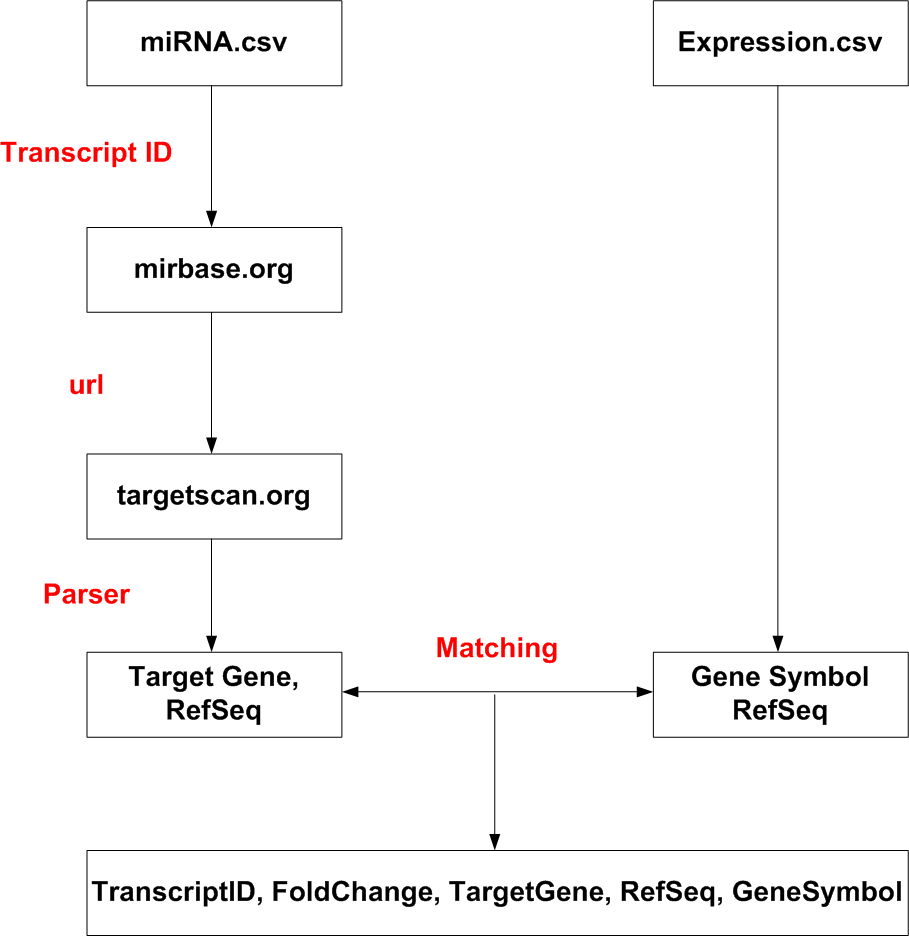 miRNA.csv
Expression.csv
Transcript ID
mirbase.org
url
targetscan.org
Parser
Matching
Target Gene,
RefSeq
Gene Symbol
RefSeq
TranscriptID, FoldChange, TargetGene, RefSeq, GeneSymbol